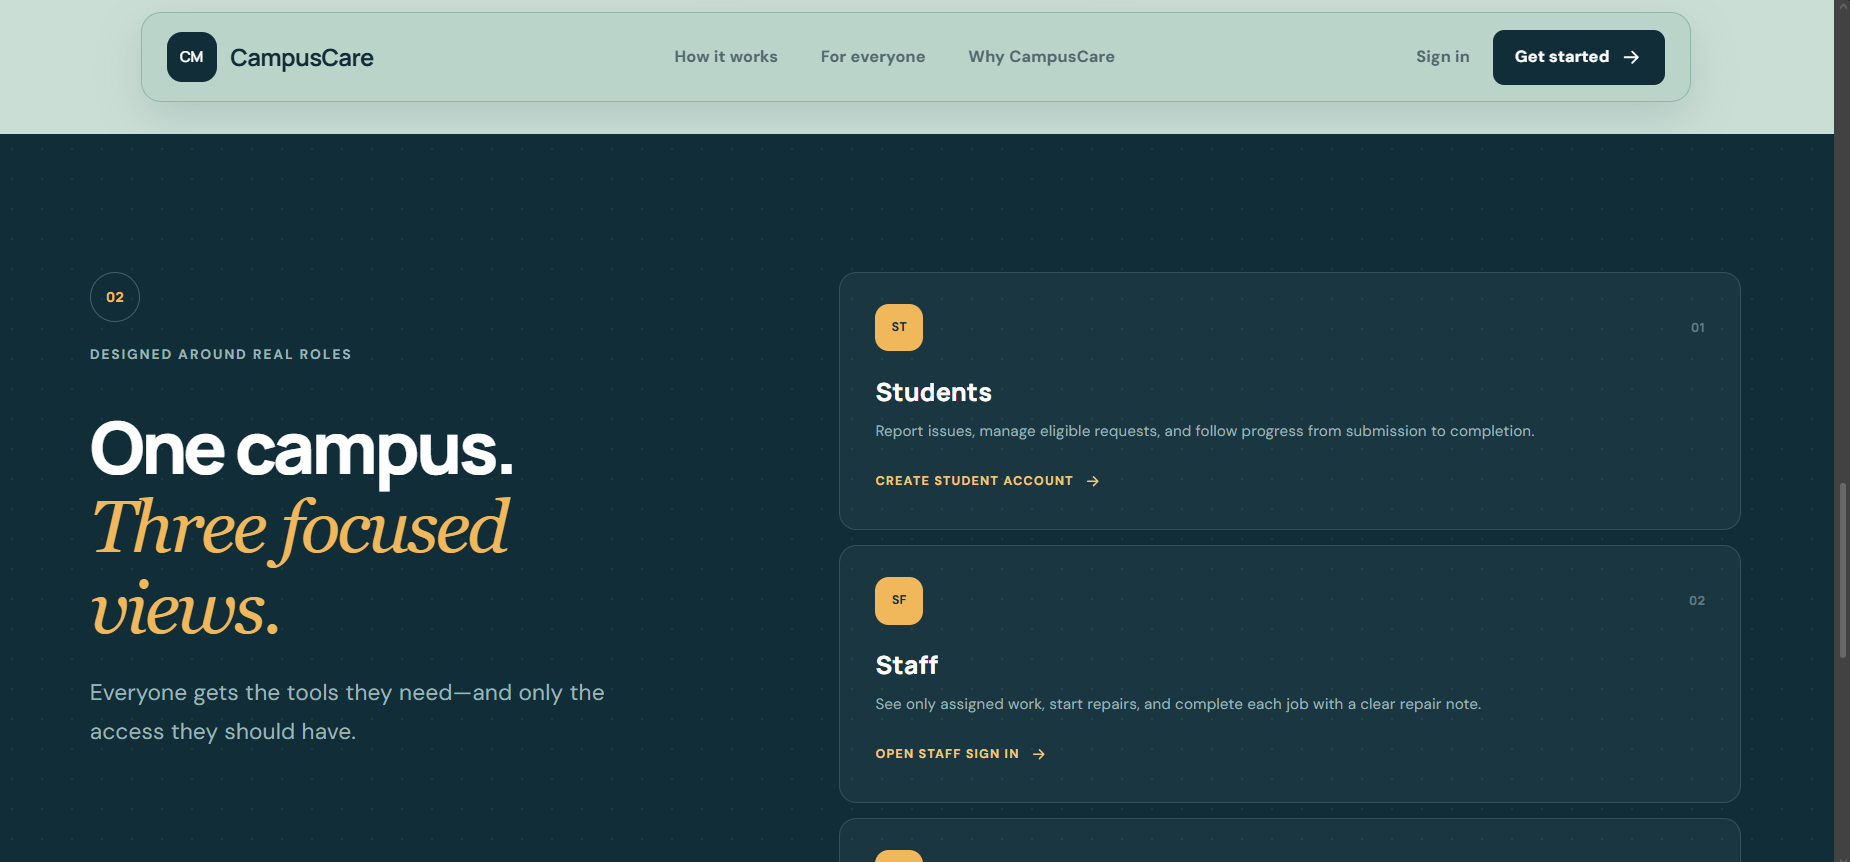 CM
CampusCare
How it works
For everyone
Why CampusCare
Sign in
Get started →
02
DESIGNED AROUND REAL ROLES
One campus.
Three focused
views.
Everyone gets the tools they need—and only the
access they should have.
ST
01
Students
Report issues, manage eligible requests, and follow progress from submission to completion.
CREATE STUDENT ACCOUNT →
SF
02
Staff
See only assigned work, start repairs, and complete each job with a clear repair note.
OPEN STAFF SIGN IN →